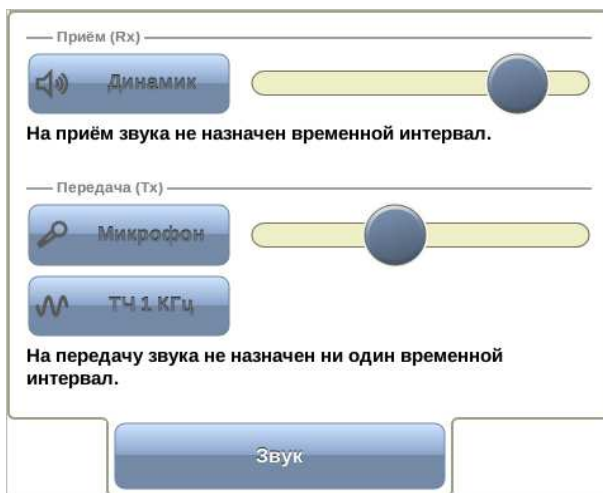 Приём (Rx)
Динамик
На приём звука не назначен временной интервал.
Передача (Tx)
Микрофон
ТЧ 1 КГц
На передачу звука не назначен ни один временной
интервал.
Звук